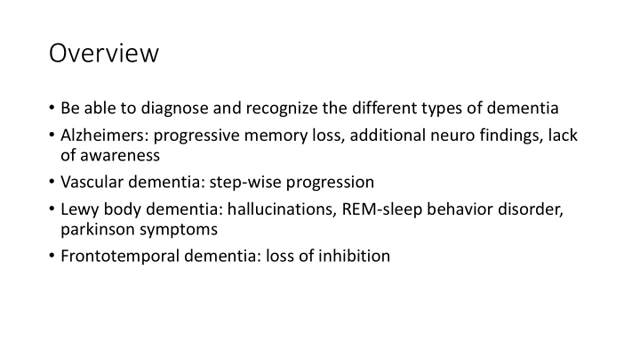 Overview
• Be able to diagnose and recognize the different types of dementia
• Alzheimers: progressive memory loss, additional neuro findings, lack
of awareness
• Vascular dementia: step-wise progression
• Lewy body dementia: hallucinations, REM-sleep behavior disorder,
parkinson symptoms
• Frontotemporal dementia: loss of inhibition